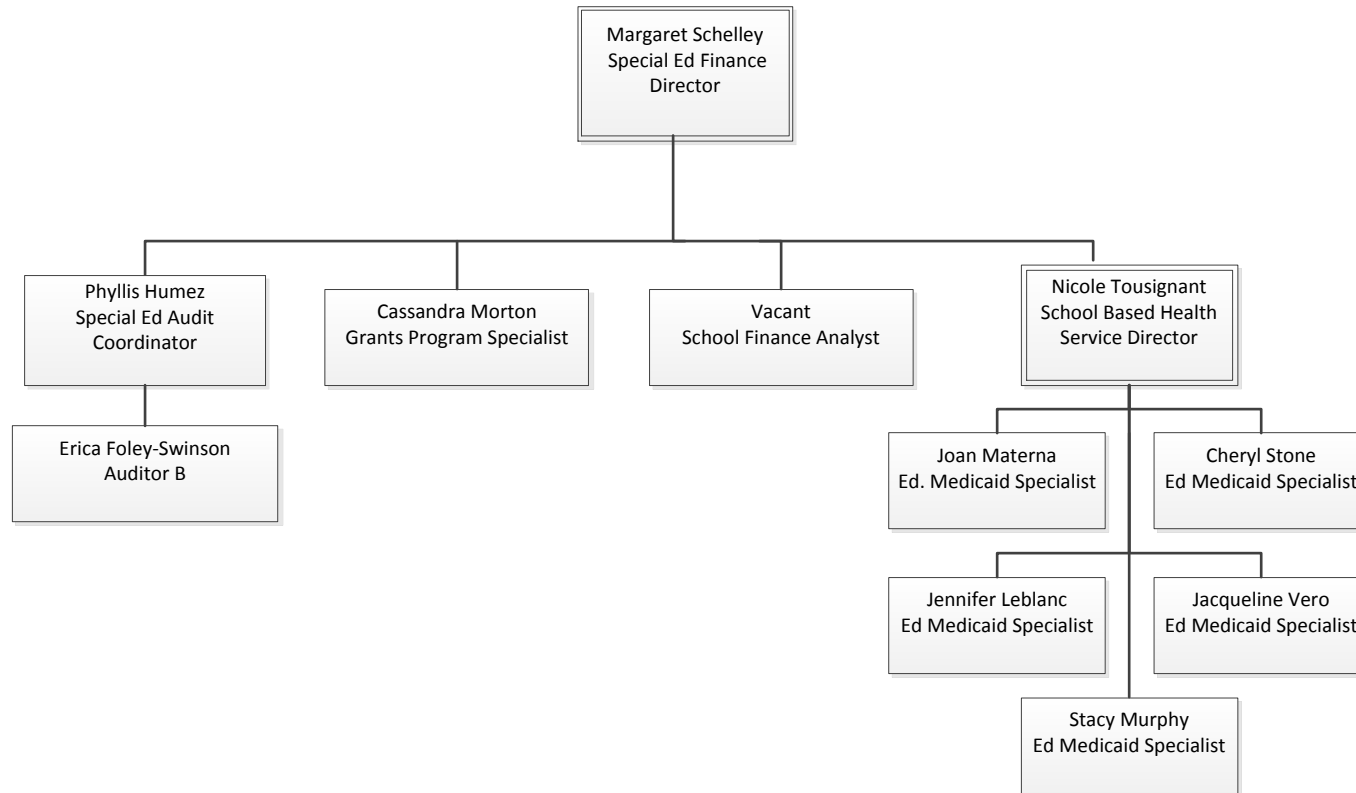 Margaret Schelley
Special Ed Finance
Director
Phyllis Humez
Special Ed Audit
Coordinator
Cassandra Morton
Grants Program Specialist
Vacant
School Finance Analyst
Nicole Tousignant
School Based Health
Service Director
Erica Foley-Swinson
Auditor B
Joan Materna
Ed. Medicaid Specialist
Cheryl Stone
Ed Medicaid Specialist
Jennifer Leblanc
Ed Medicaid Specialist
Jacqueline Vero
Ed Medicaid Specialist
Stacy Murphy
Ed Medicaid Specialist